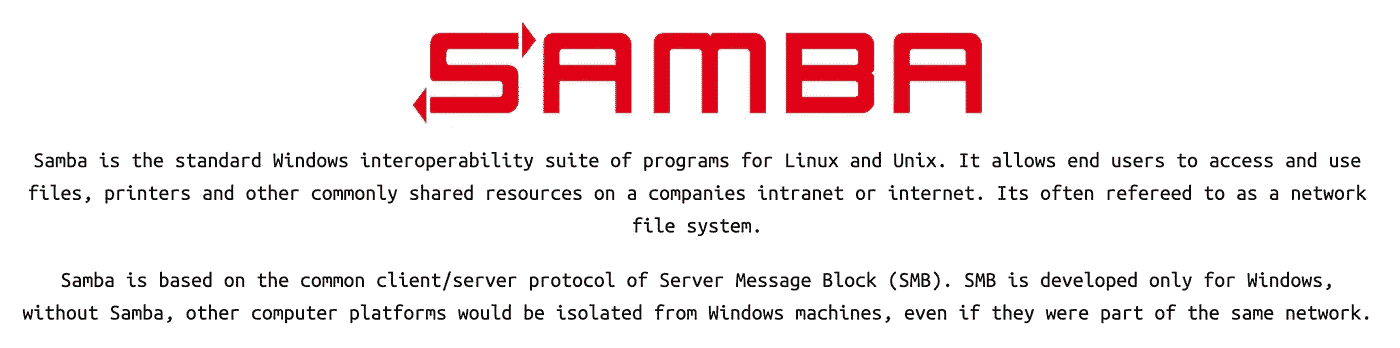 SAMBA
Samba is the standard Windows interoperability suite of programs for Linux and Unix. It allows end users to access and use
files, printers and other commonly shared resources on a companies intranet or internet. Its often refereed to as a network
file system.
Samba is based on the common client/server protocol of Server Message Block (SMB). SMB is developed only for Windows,
without Samba, other computer platforms would be isolated from Windows machines, even if they were part of the same network.